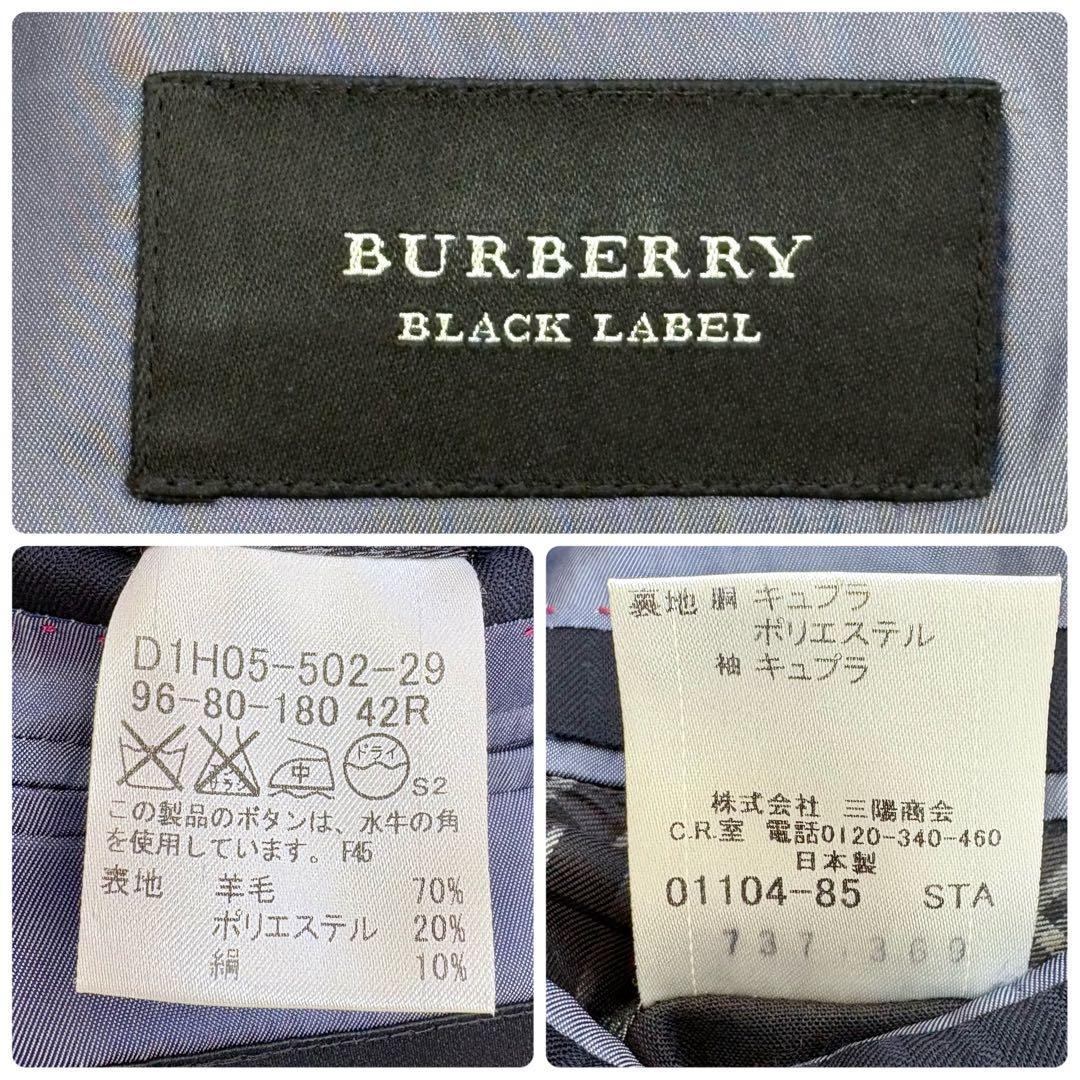 BURBERRY
BLACK LABEL
D1H05-502-29
96-80-180 42R
中
ドライ
S2
この製品のボタンは、水牛の角
を使用しています。 F45
表地 羊毛 70%
ポリエステル 20%
絹 10%
裏地 胴 キュプラ
ポリエステル
袖 キュプラ
株式会社 三陽商会
C.R.室 電話0120-340-460
日本製
01104-85 STA
737.369